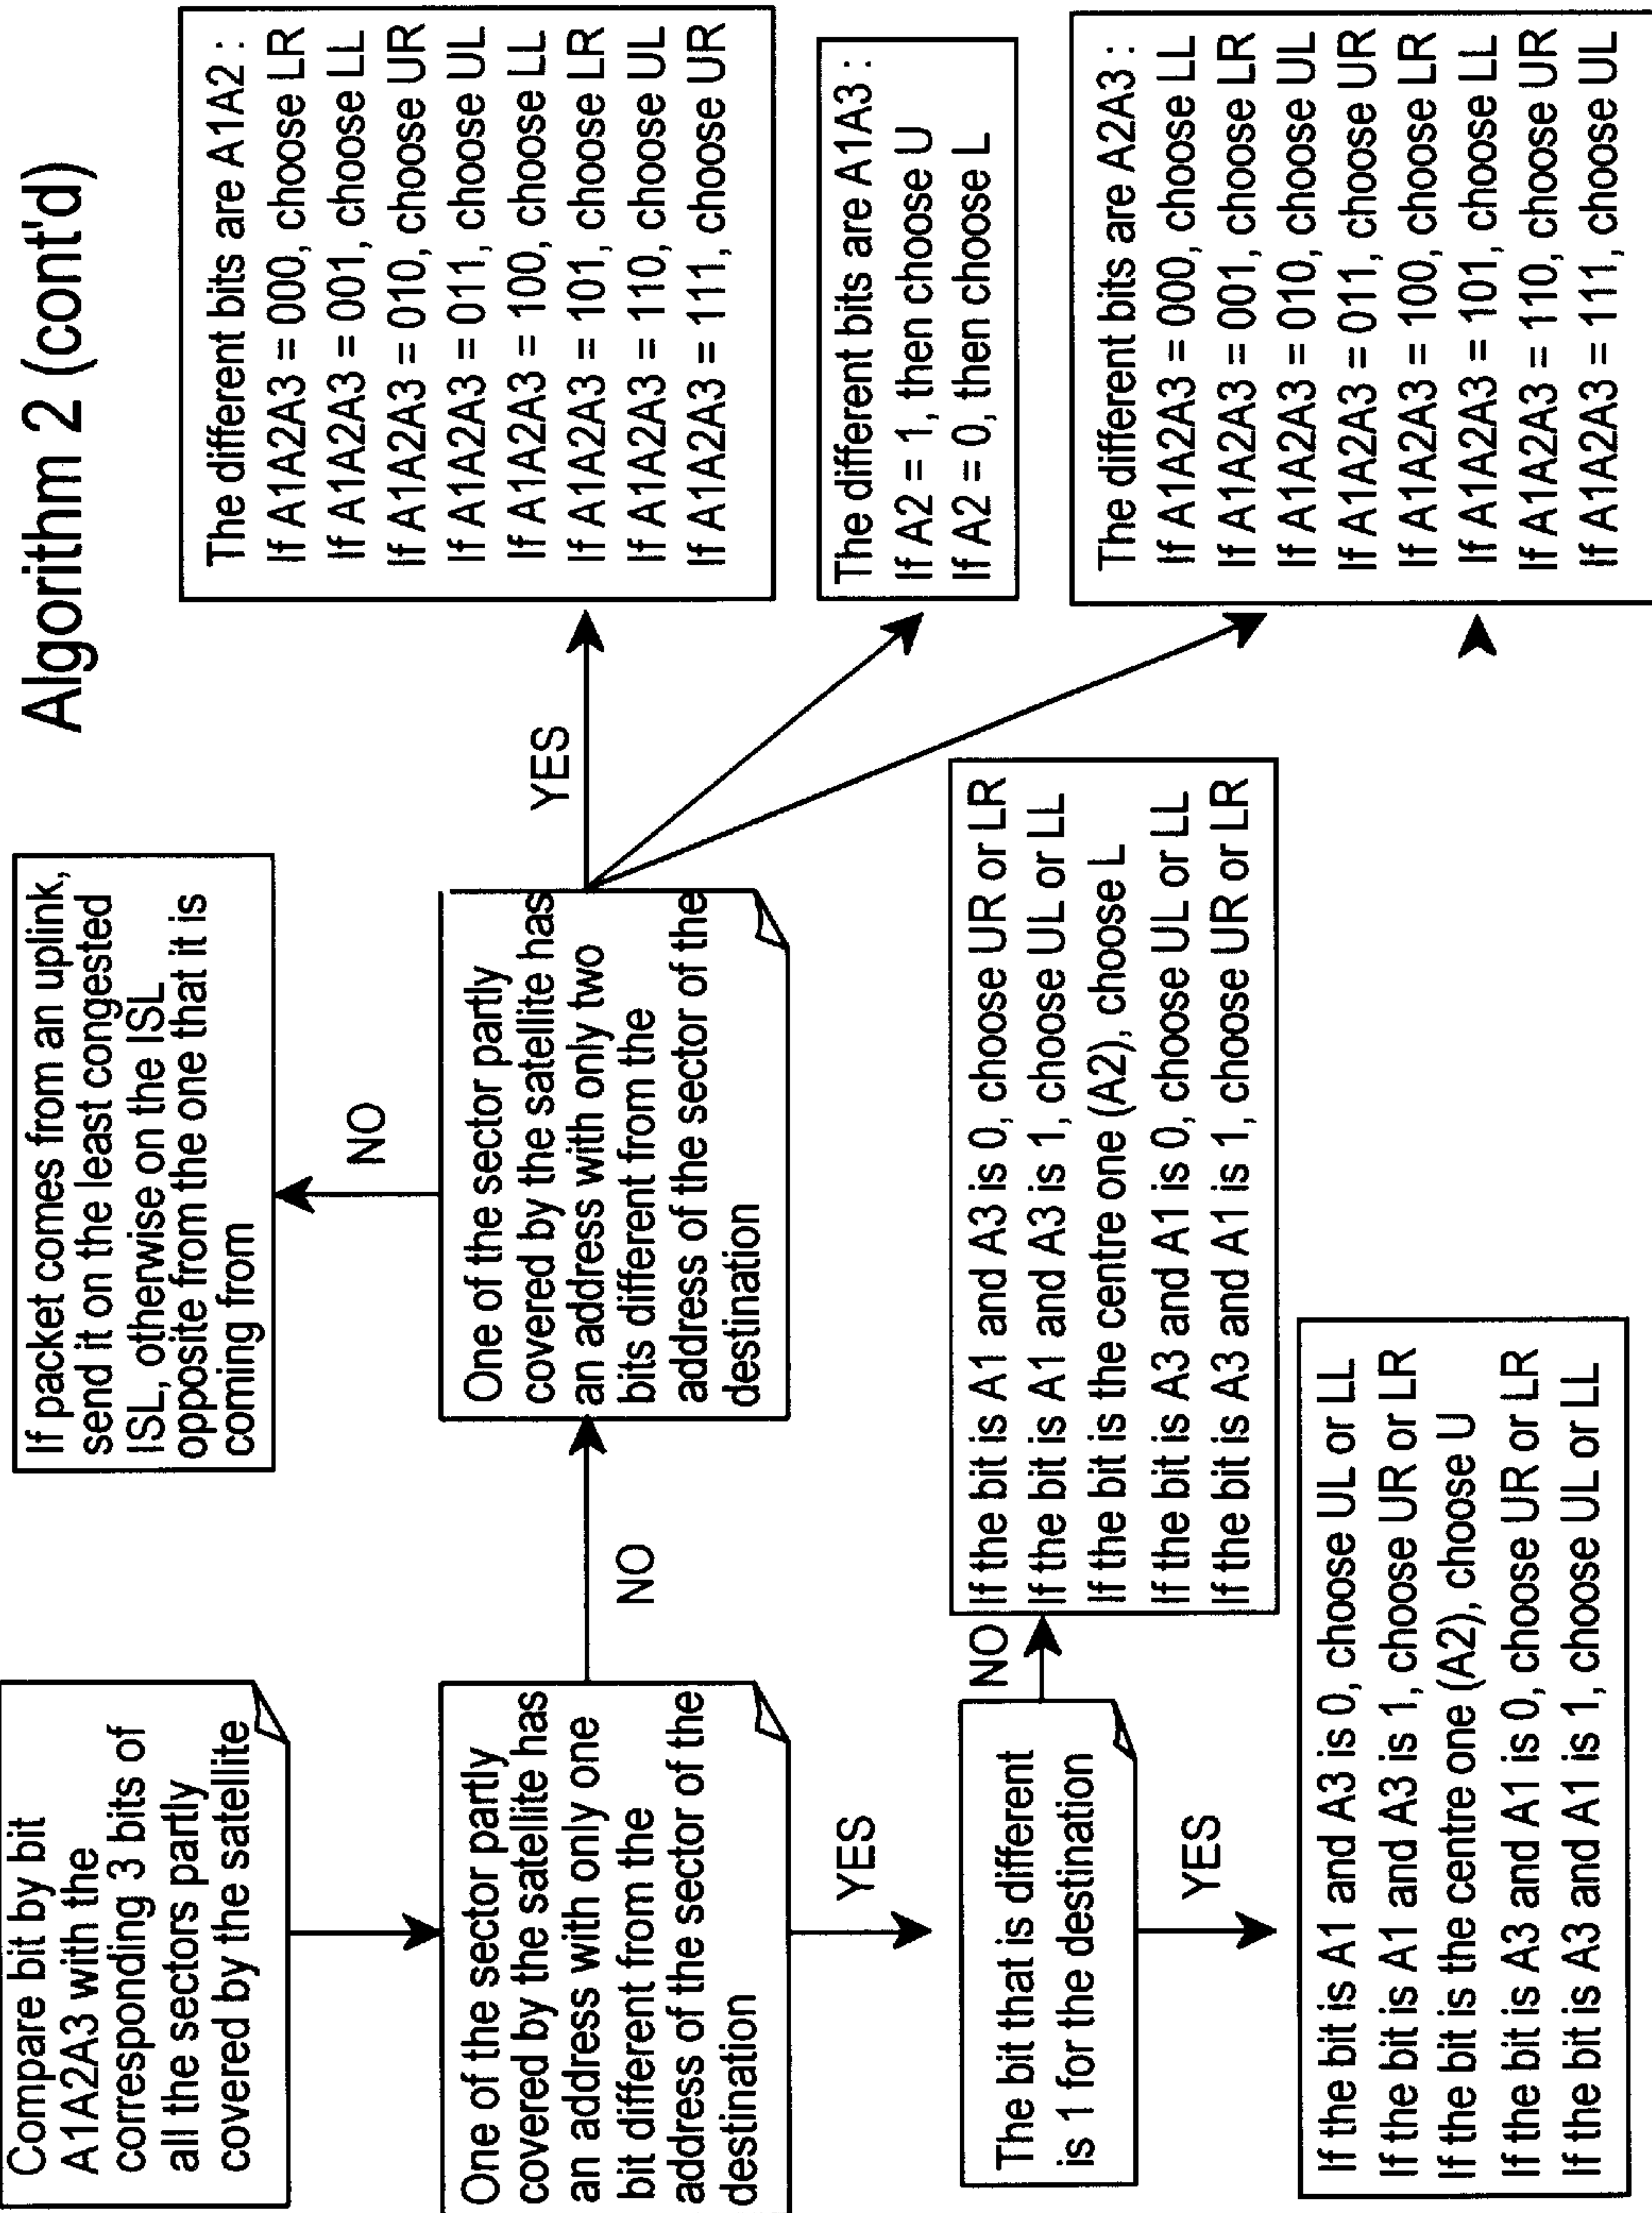 Algorithm 2 (cont'd)
Compare bit by bit
A1A2A3 with the
corresponding 3 bits of
all the sectors partly
covered by the satellite
One of the sector partly
covered by the satellite has
an address with only one
bit different from the
address of the sector of the
destination
NO
YES
The bit that is different
is 1 for the destination
NO
YES
If the bit is A1 and A3 is 0, choose UL or LL
If the bit is A1 and A3 is 1, choose UR or LR
If the bit is the centre one (A2), choose U
If the bit is A3 and A1 is 0, choose UR or LR
If the bit is A3 and A1 is 1, choose UL or LL
If the bit is A1 and A3 is 0, choose UR or LR
If the bit is A1 and A3 is 1, choose UL or LL
If the bit is the centre one (A2), choose L
If the bit is A3 and A1 is 0, choose UL or LL
If the bit is A3 and A1 is 1, choose UR or LR
If packet comes from an uplink,
send it on the least congested
ISL, otherwise on the ISL
opposite from the one that it is
coming from
NO
One of the sector partly
covered by the satellite has
an address with only two
bits different from the
address of the sector of the
destination
YES
The different bits are A1A2 :
If A1A2A3 = 000, choose LR
If A1A2A3 = 001, choose LL
If A1A2A3 = 010, choose UR
If A1A2A3 = 011, choose UL
If A1A2A3 = 100, choose LL
If A1A2A3 = 101, choose LR
If A1A2A3 = 110, choose UL
If A1A2A3 = 111, choose UR
The different bits are A1A3 :
If A2 = 1, then choose U
If A2 = 0, then choose L
The different bits are A2A3 :
If A1A2A3 = 000, choose LL
If A1A2A3 = 001, choose LR
If A1A2A3 = 010, choose UL
If A1A2A3 = 011, choose UR
If A1A2A3 = 100, choose LR
If A1A2A3 = 101, choose LL
If A1A2A3 = 110, choose UR
If A1A2A3 = 111, choose UL